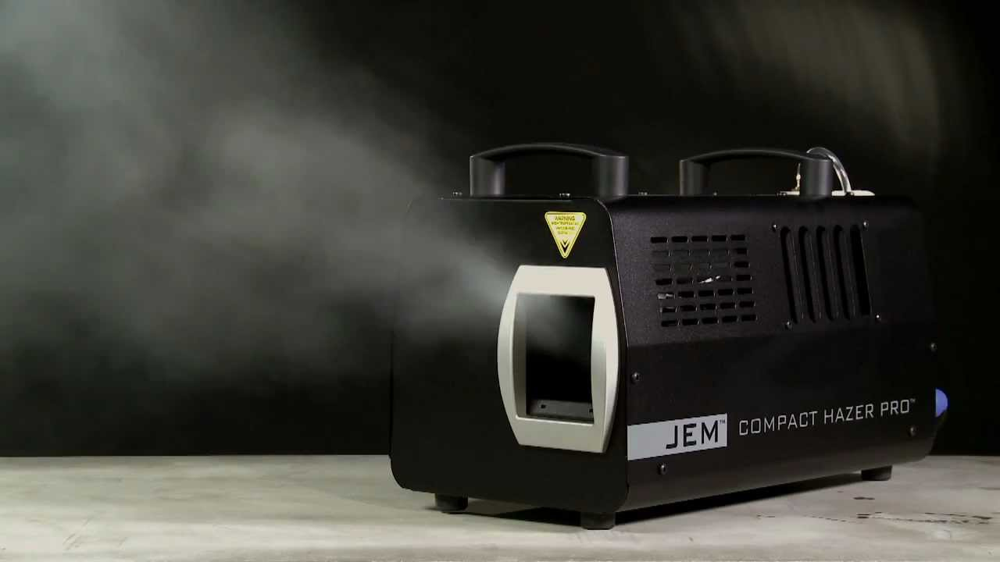 WARNING
JEM™
COMPACT HAZER PRO™